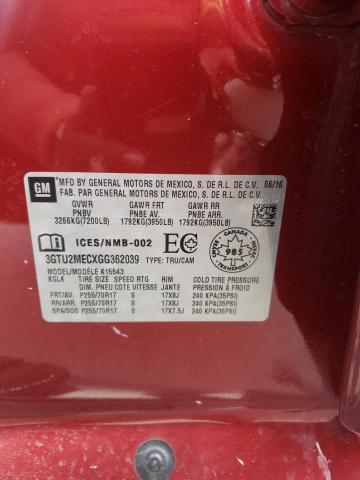 GM
MFD. BY GENERAL MOTORS DE MEXICO, S. DE R.L. DE C.V. 06/16
FAB. PAR GENERAL MOTORS DE MEXICO, S. DE R.L. DE C.V.
GVWR GAWR FRT GAWR RR
PNBV PNBE AV. PNBE ARR.
3266KG(7200LB) 1792KG(3950LB) 1792KG(3950LB)
ICES/NMB-002 EC CANADA 985 TRANSPORT
3GTU2MECXGG362039 TYPE: TRU/CAM
MODEL/MODÈLE K15543
KGLK TIRE SIZE SPEED RTG RIM COLD TIRE PRESSURE
DIM. PNEU COTE VITESSE JANTE PRESSION À FROID
FRT/AV. P255/70R17 S 17X8J 240 KPA(35PSI)
RR/ARR. P255/70R17 S 17X8J 240 KPA(35PSI)
SPA/SOS P255/70R17 S 17X7.5J 240 KPA(35PSI)